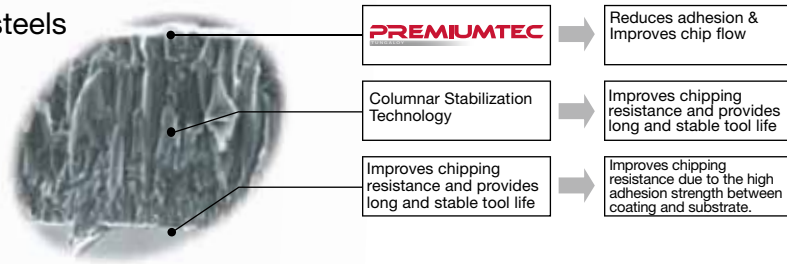 steels
PREMIUMTEC
Reduces adhesion &
Improves chip flow
Columnar Stabilization
Technology
Improves chipping
resistance and provides
long and stable tool life
Improves chipping
resistance and provides
long and stable tool life
Improves chipping
resistance due to the high
adhesion strength between
coating and substrate.